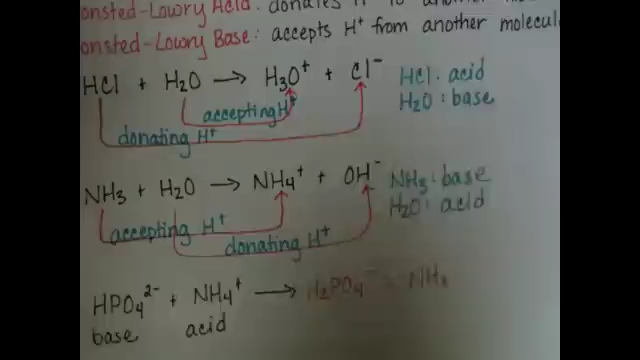 onsted-Lowry Acid: donates H to another
onsted-Lowry Base: accepts H⁺ from another molecul
HCl + H₂O → H₃O⁺ + Cl⁻
HCl: acid
H₂O: base
accepting H⁺
donating H⁺
NH₃ + H₂O → NH₄⁺ + OH⁻
NH₃: base
H₂O: acid
accepting H⁺
donating H⁺
HPO₄²⁻ + NH₄⁺ → H₂PO₄⁻ NH₃
base acid